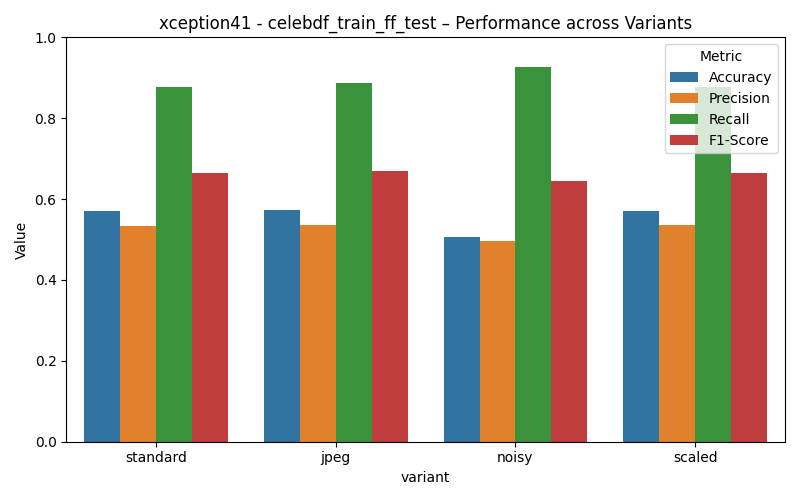 xception41 - celebdf_train_ff_test – Performance across Variants
Metric
Accuracy
Precision
Recall
F1-Score
Value
1.0
0.8
0.6
0.4
0.2
0.0
standard jpeg noisy scaled
variant